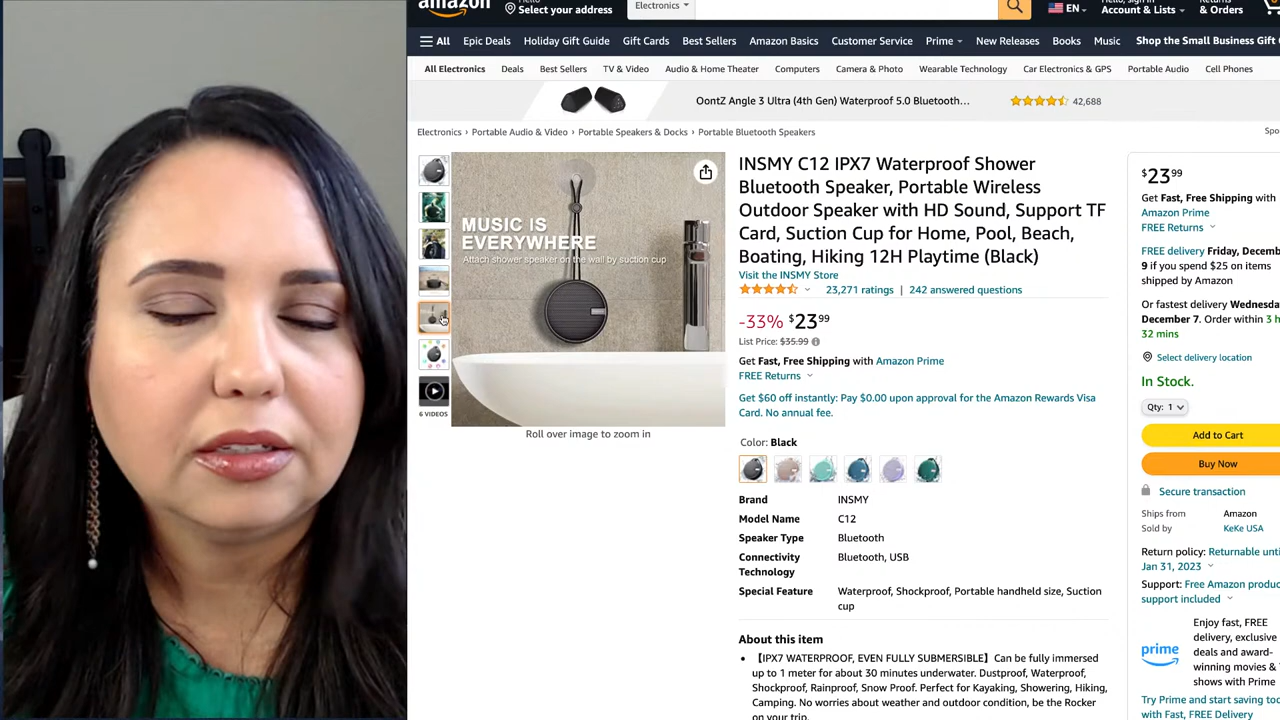 amazon
Hello
Select your address
Electronics
EN
Hello, sign in
Account & Lists
Returns
& Orders
All
Epic Deals
Holiday Gift Guide
Gift Cards
Best Sellers
Amazon Basics
Customer Service
Prime
New Releases
Books
Music
Shop the Small Business Gift
All Electronics
Deals
Best Sellers
TV & Video
Audio & Home Theater
Computers
Camera & Photo
Wearable Technology
Car Electronics & GPS
Portable Audio
Cell Phones
OontZ Angle 3 Ultra (4th Gen) Waterproof 5.0 Bluetooth…
42,688
Electronics › Portable Audio & Video › Portable Speakers & Docks › Portable Bluetooth Speakers
Spo
MUSIC IS
EVERYWHERE
Attach shower speaker on the wall by suction cup
6 VIDEOS
Roll over image to zoom in
INSMY C12 IPX7 Waterproof Shower
Bluetooth Speaker, Portable Wireless
Outdoor Speaker with HD Sound, Support TF
Card, Suction Cup for Home, Pool, Beach,
Boating, Hiking 12H Playtime (Black)
Visit the INSMY Store
23,271 ratings | 242 answered questions
-33% $23 99
List Price: $35.99
Get Fast, Free Shipping with Amazon Prime
FREE Returns
Get $60 off instantly: Pay $0.00 upon approval for the Amazon Rewards Visa
Card. No annual fee.
Color: Black
Brand INSMY
Model Name C12
Speaker Type Bluetooth
Connectivity Bluetooth, USB
Technology
Special Feature Waterproof, Shockproof, Portable handheld size, Suction
cup
About this item
• 【IPX7 WATERPROOF, EVEN FULLY SUBMERSIBLE】Can be fully immersed
up to 1 meter for about 30 minutes underwater. Dustproof, Waterproof,
Shockproof, Rainproof, Snow Proof. Perfect for Kayaking, Showering, Hiking,
Camping. No worries about weather and outdoor condition, be the Rocker
on your trip.
$23 99
Get Fast, Free Shipping with
Amazon Prime
FREE Returns
FREE delivery Friday, Decemb
9 if you spend $25 on items
shipped by Amazon
Or fastest delivery Wednesda
December 7. Order within 3 h
32 mins
Select delivery location
In Stock.
Qty: 1
Add to Cart
Buy Now
Secure transaction
Ships from Amazon
Sold by KeKe USA
Return policy: Returnable unti
Jan 31, 2023
Support: Free Amazon produc
support included
prime
Enjoy fast, FREE
delivery, exclusive
deals and award-
winning movies &
shows with Prime
Try Prime and start saving too
with Fast, FREE Delivery